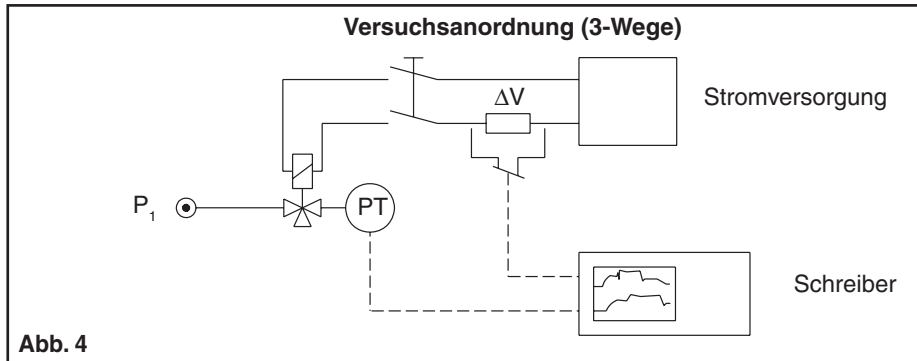 Versuchsanordnung (3-Wege)
ΔV
Stromversorgung
P₁
PT
Schreiber
Abb. 4